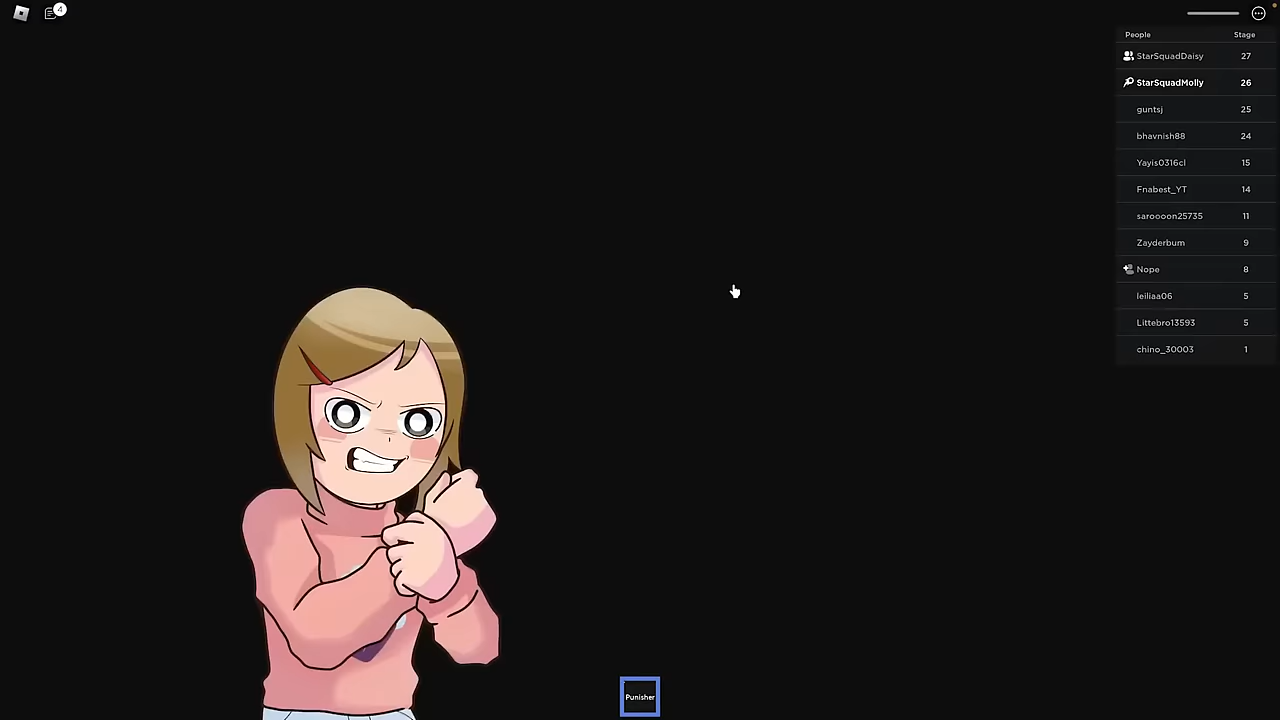 4
People Stage
StarSquadDaisy 27
StarSquadMolly 26
guntsj 25
bhavnish88 24
Yayis0316cl 15
Fnabest_YT 14
saroooon25735 11
Zayderbum 9
Nope 8
leiliaa06 5
Littebro13593 5
chino_30003 1
Punisher